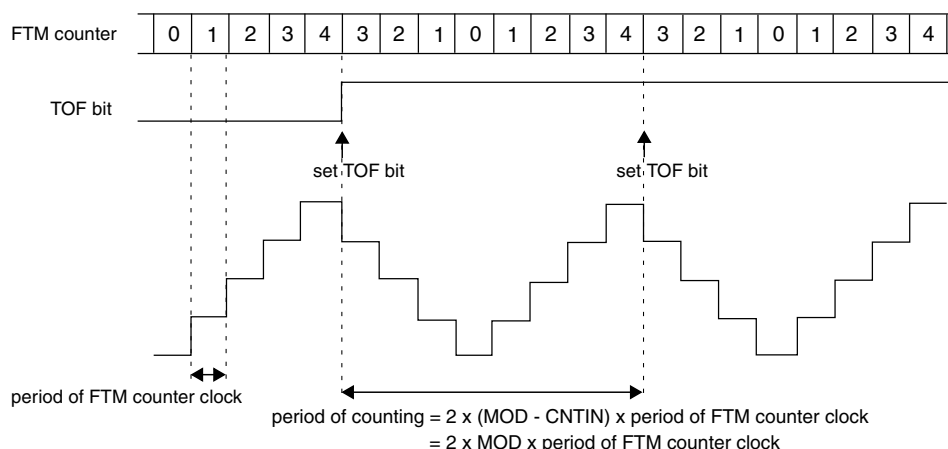 FTM counter 0 1 2 3 4 3 2 1 0 1 2 3 4 3 2 1 0 1 2 3 4
TOF bit
set TOF bit set TOF bit
period of FTM counter clock
period of counting = 2 x (MOD - CNTIN) x period of FTM counter clock
= 2 x MOD x period of FTM counter clock